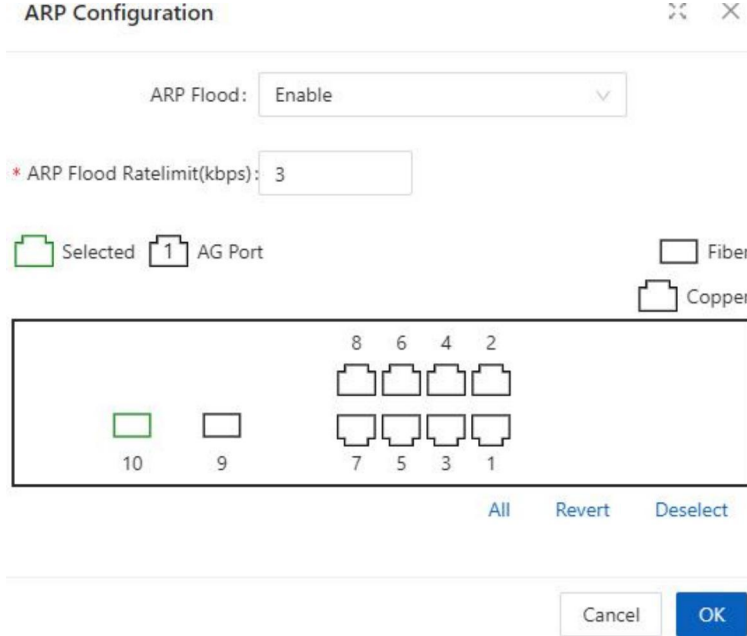 ARP Configuration
ARP Flood: Enable
* ARP Flood Ratelimit(kbps): 3
Selected 1 AG Port Fiber
Copper
8 6 4 2
10 9 7 5 3 1
All Revert Deselect
Cancel OK